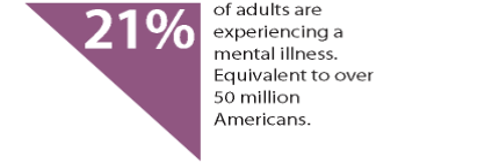 21%
of adults are
experiencing a
mental illness.
Equivalent to over
50 million
Americans.